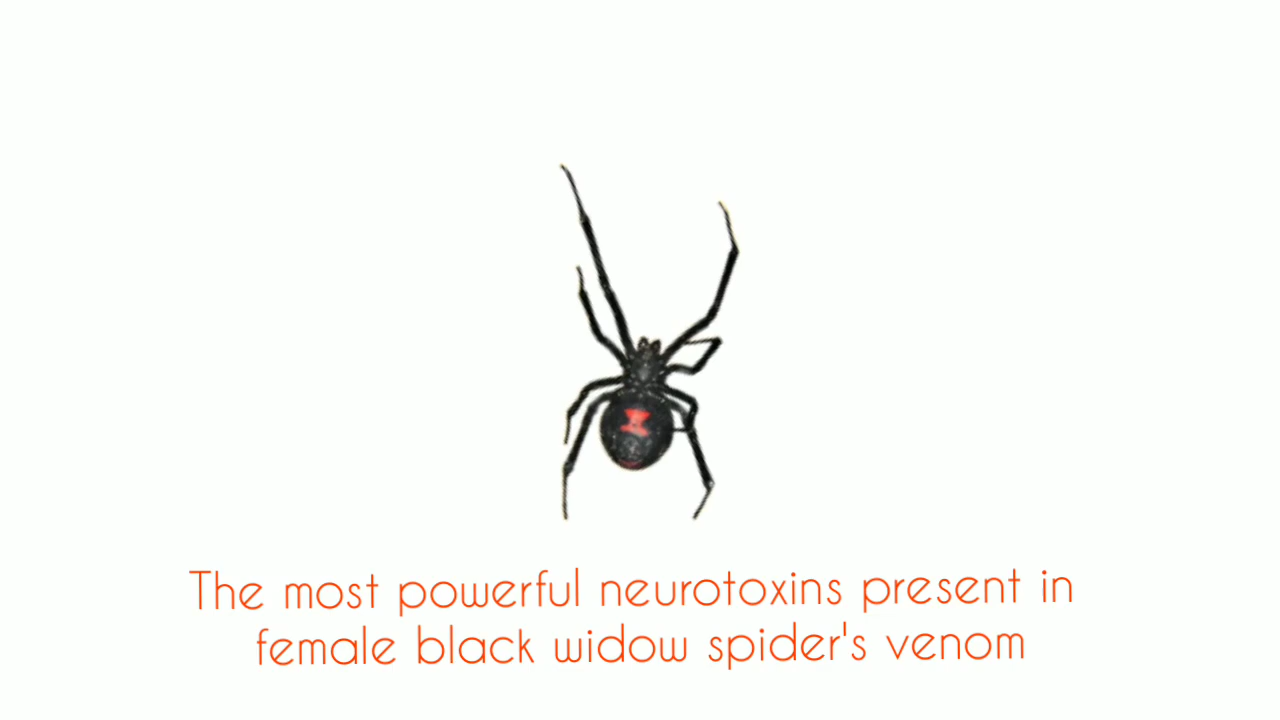 The most powerful neurotoxins present in
female black widow spider's venom